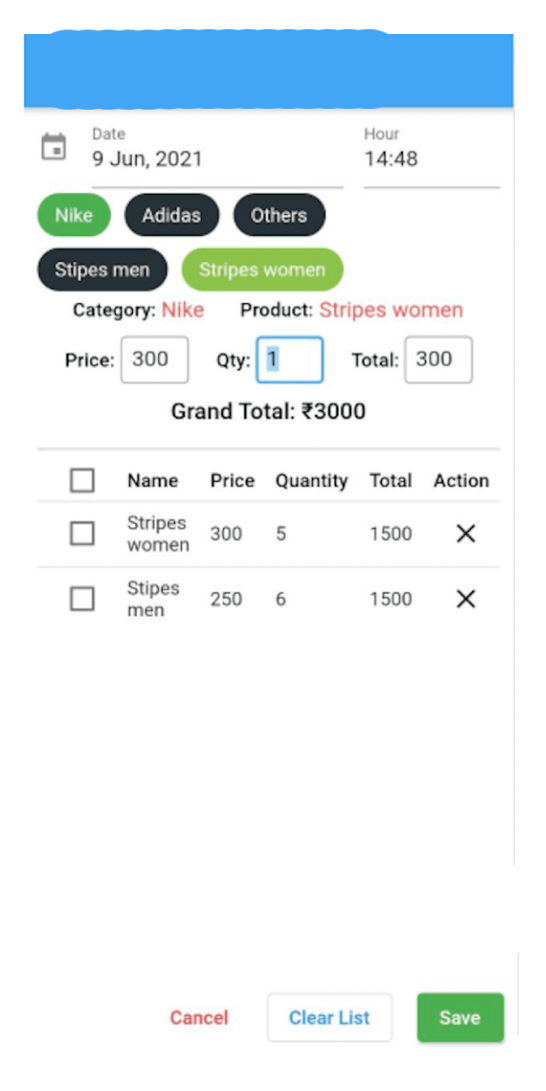 Date Hour
9 Jun, 2021 14:48
Nike Adidas Others
Stipes men Stripes women
Category: Nike Product: Stripes women
Price: 300 Qty: 1 Total: 300
Grand Total: ₹3000
Name Price Quantity Total Action
Stripes women 300 5 1500
Stipes men 250 6 1500
Cancel Clear List Save